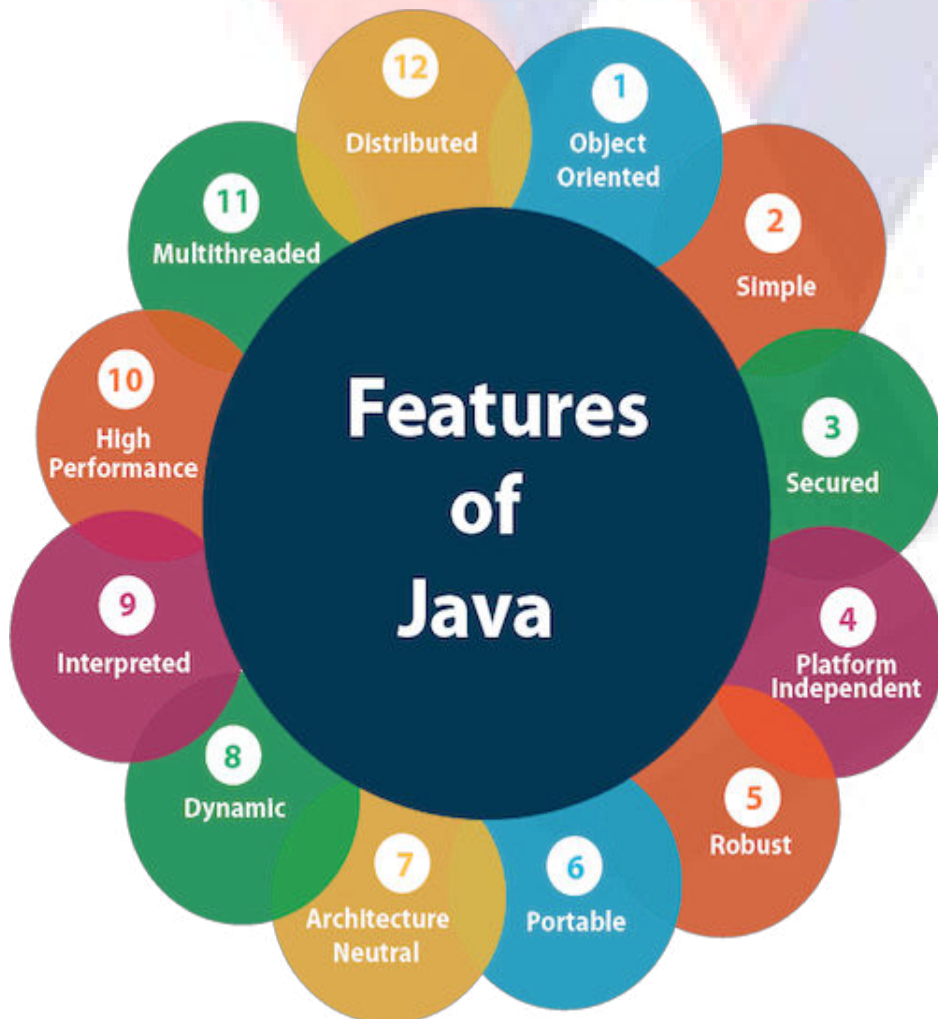 Features
of
Java
1
Object
Oriented
2
Simple
3
Secured
4
Platform
Independent
5
Robust
6
Portable
7
Architecture
Neutral
8
Dynamic
9
Interpreted
10
High
Performance
11
Multithreaded
12
Distributed